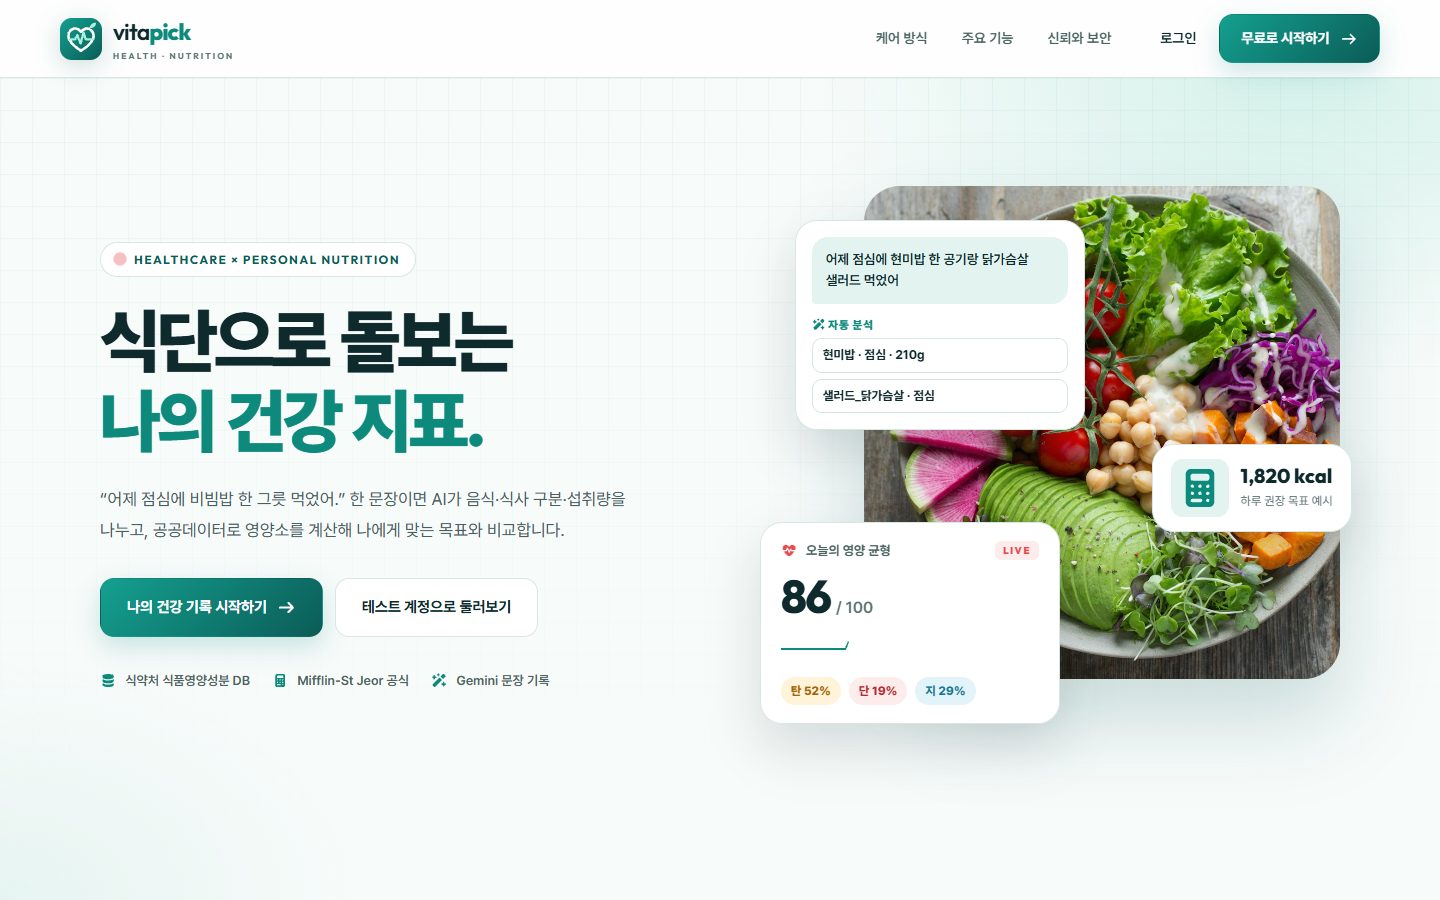 vitapick
HEALTH · NUTRITION
케어 방식
주요 기능
신뢰와 보안
로그인
무료로 시작하기
HEALTHCARE × PERSONAL NUTRITION
식단으로 돌보는
나의 건강 지표.
“어제 점심에 비빔밥 한 그릇 먹었어.” 한 문장이면 AI가 음식·식사 구분·섭취량을
나누고, 공공데이터로 영양소를 계산해 나에게 맞는 목표와 비교합니다.
나의 건강 기록 시작하기
테스트 계정으로 둘러보기
식약처 식품영양성분 DB
Mifflin-St Jeor 공식
Gemini 문장 기록
어제 점심에 현미밥 한 공기랑 닭가슴살
샐러드 먹었어
자동 분석
현미밥 · 점심 · 210g
샐러드_닭가슴살 · 점심
1,820 kcal
하루 권장 목표 예시
오늘의 영양 균형
LIVE
86 / 100
탄 52%
단 19%
지 29%